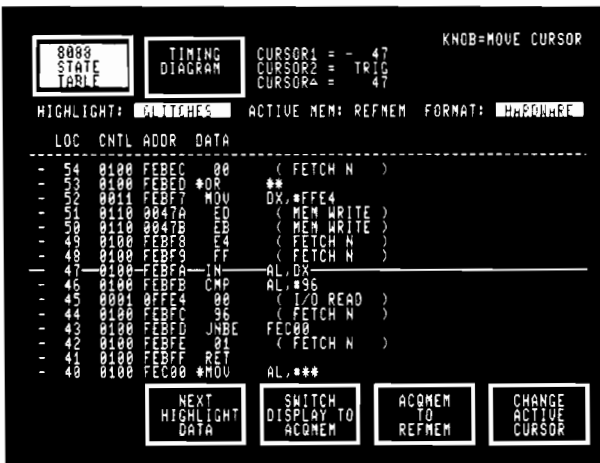 KNOB=MOVE CURSOR
8088 STATE TABLE
TIMING DIAGRAM
CURSOR1 = - 47
CURSOR2 = TRIG
CURSOR△ = 47
HIGHLIGHT: GLITCHES ACTIVE MEM: REFMEM FORMAT: HARDWARE
LOC CNTL ADDR DATA
- 54 0100 FEBEC 00 ( FETCH N )
- 53 0100 FEBED *OR **
- 52 0011 FEBF7 MOV DX,#FFE4
- 51 0110 0047A ED ( MEM WRITE )
- 50 0110 0047B EB ( MEM WRITE )
- 49 0100 FEBF8 E4 ( FETCH N )
- 48 0100 FEBF9 FF ( FETCH N )
- 47 0100 FEBFA IN AL,DX
- 46 0100 FEBFB CMP AL,#96
- 45 0001 0FFE4 00 ( I/O READ )
- 44 0100 FEBFC 96 ( FETCH N )
- 43 0100 FEBFD JNBE FEC00
- 42 0100 FEBFE 01 ( FETCH N )
- 41 0100 FEBFF RET
- 40 0100 FEC00 *MOV AL,#**
NEXT HIGHLIGHT DATA
SWITCH DISPLAY TO ACQMEM
ACQMEM TO REFMEM
CHANGE ACTIVE CURSOR